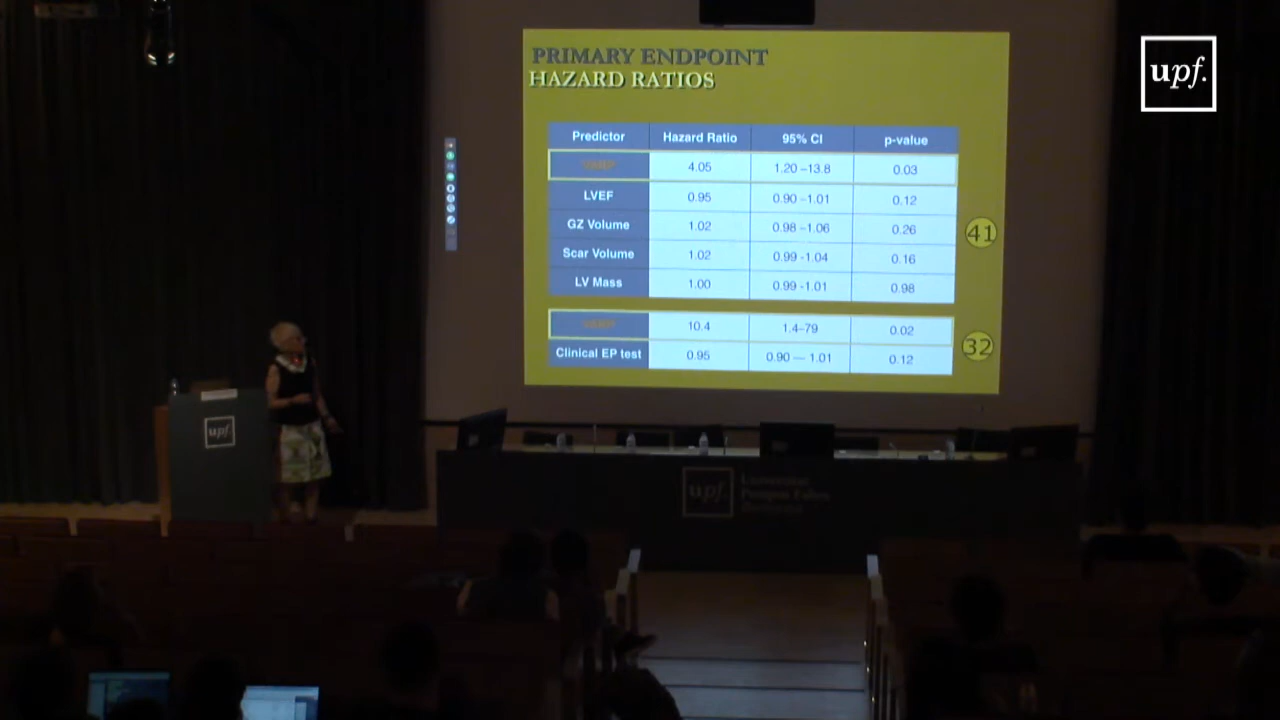 upf.
PRIMARY ENDPOINT
HAZARD RATIOS
Predictor Hazard Ratio 95% CI p-value
4.05 1.20 –13.8 0.03
LVEF 0.95 0.90 –1.01 0.12
GZ Volume 1.02 0.98 –1.06 0.26
Scar Volume 1.02 0.99 -1.04 0.16
LV Mass 1.00 0.99 -1.01 0.98
41
10.4 1.4–79 0.02
Clinical EP test 0.95 0.90 — 1.01 0.12
32
upf.
upf.
Universitat
Pompeu Fabra
Barcelona